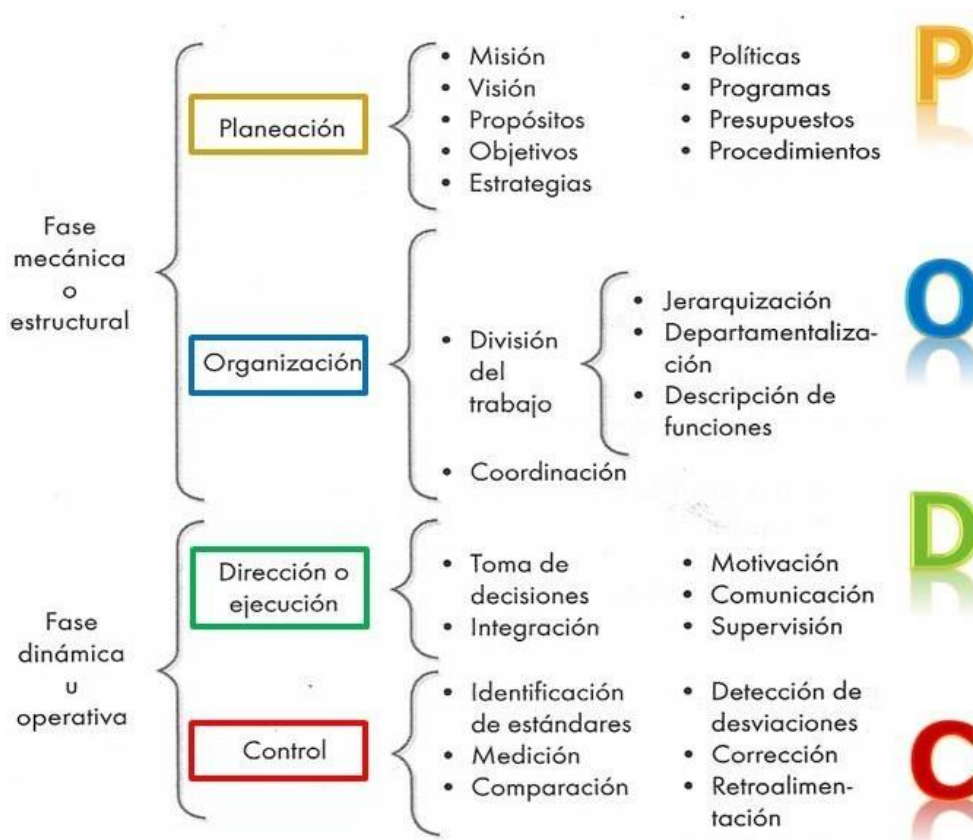 Fase
mecánica
o
estructural
Planeación
• Misión
• Visión
• Propósitos
• Objetivos
• Estrategias
• Políticas
• Programas
• Presupuestos
• Procedimientos
P
Organización
• División
del
trabajo
• Coordinación
• Jerarquización
• Departamentaliza-
ción
• Descripción de
funciones
O
Fase
dinámica
u
operativa
Dirección o
ejecución
• Toma de
decisiones
• Integración
• Motivación
• Comunicación
• Supervisión
D
Control
• Identificación
de estándares
• Medición
• Comparación
• Detección de
desviaciones
• Corrección
• Retroalimen-
tación
C